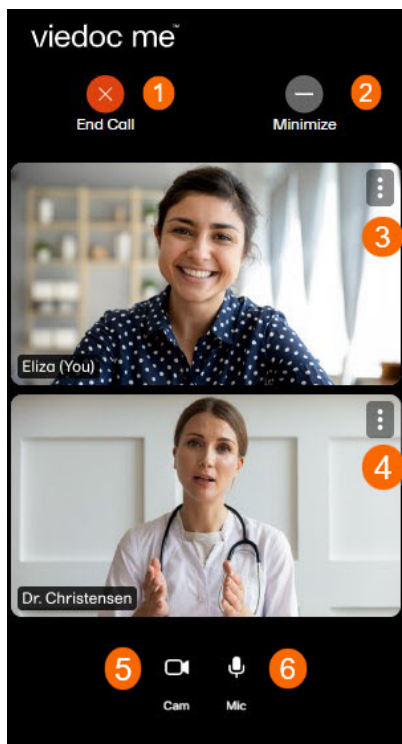 viedoc me™
1
2
End Call
Minimize
3
Eliza (You)
4
Dr. Christensen
5
6
Cam
Mic